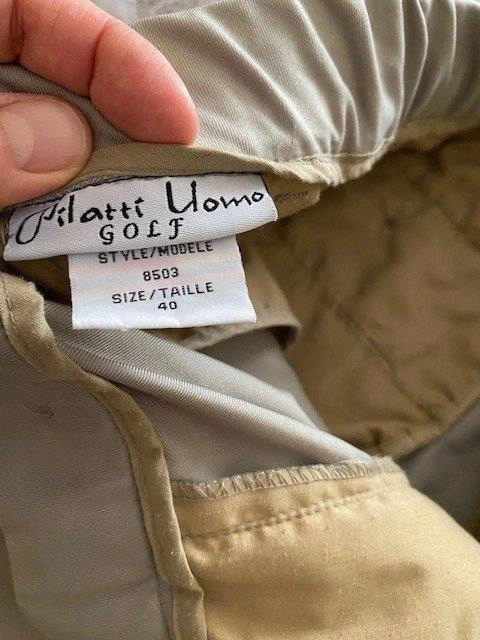 Pilatti Uomo
GOLF
STYLE/MODELE
8503
SIZE/TAILLE
40